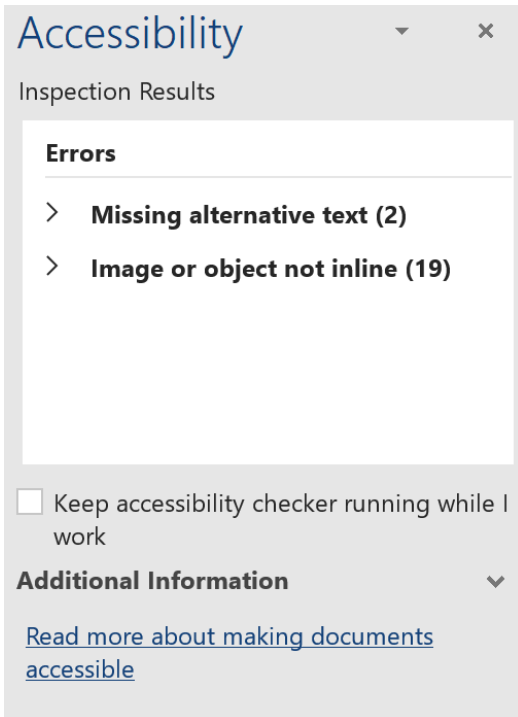 Accessibility
Inspection Results
Errors
Missing alternative text (2)
Image or object not inline (19)
Keep accessibility checker running while I
work
Additional Information
Read more about making documents
accessible